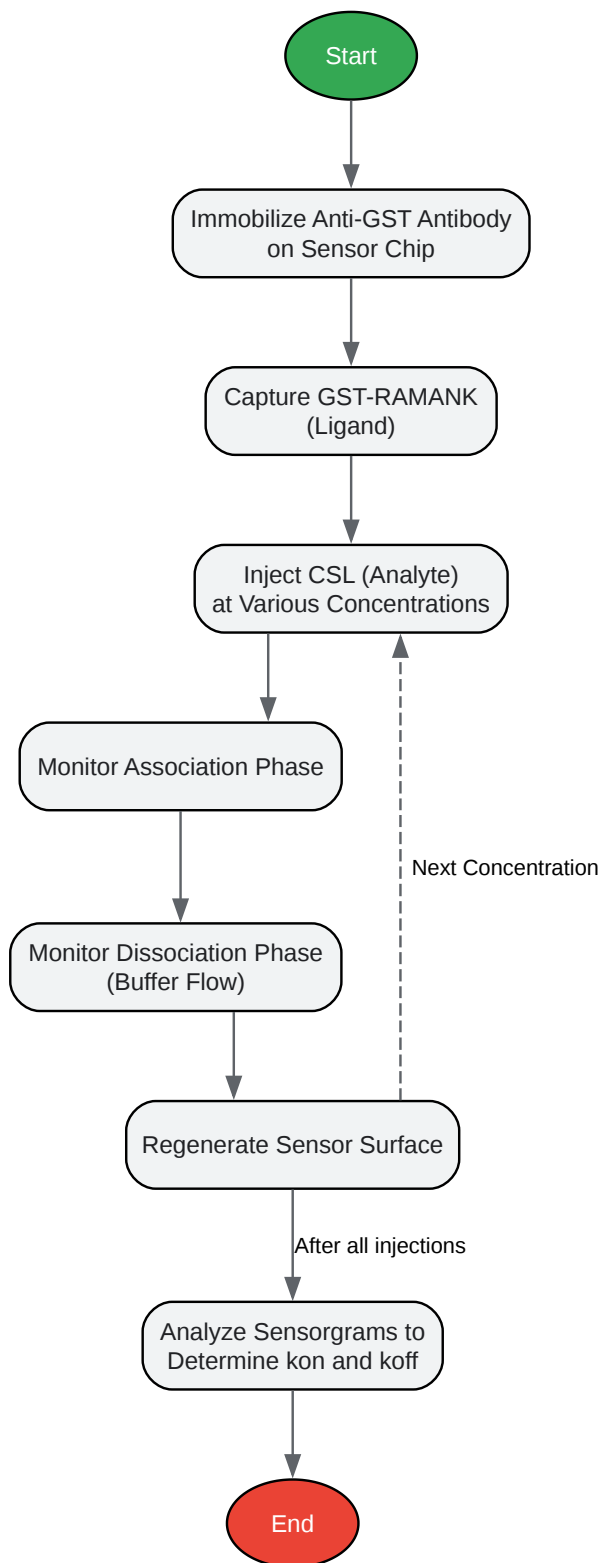 Start
Immobilize Anti-GST Antibody
on Sensor Chip
Capture GST-RAMANK
(Ligand)
Inject CSL (Analyte)
at Various Concentrations
Monitor Association Phase
Next Concentration
Monitor Dissociation Phase
(Buffer Flow)
Regenerate Sensor Surface
After all injections
Analyze Sensorgrams to
Determine kon and koff
End